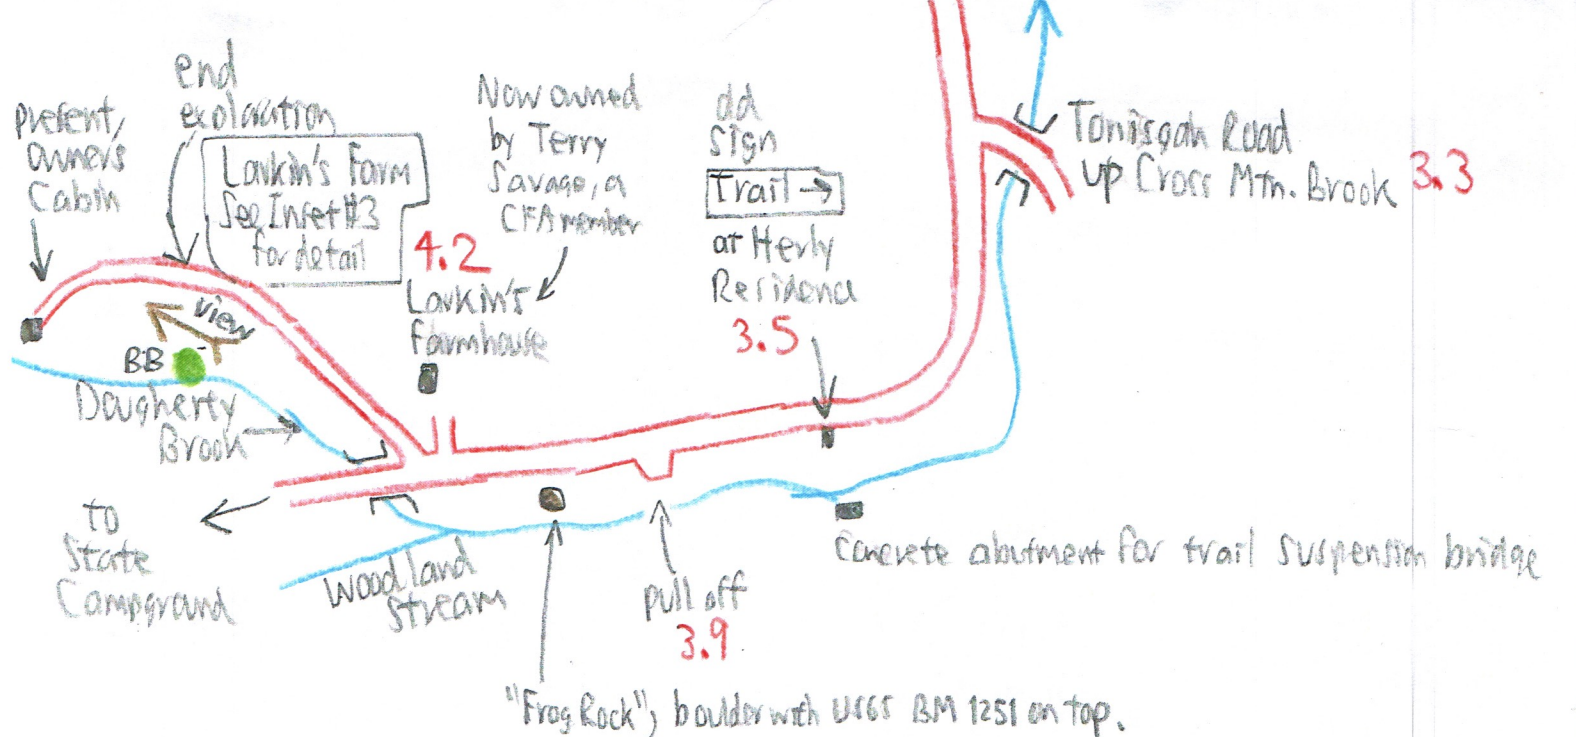 present,
owner's
Cabin
end
exploration
Larkin's Farm
See Inset #3
for detail
Now owned
by Terry
Savage, a
CFA member
4.2
Larkin's
farmhouse
dd
sign
Trail →
at Herly
Residence
3.5
Tanisqah Road
up Cross Mtn. Brook 3.3
View
BB
Dougherty
Brook
to
State
Campground
Woodland
Stream
pull off
3.9
Concrete abutment for trail suspension bridge
"Frog Rock"; boulder with USGS BM 1251 on top.